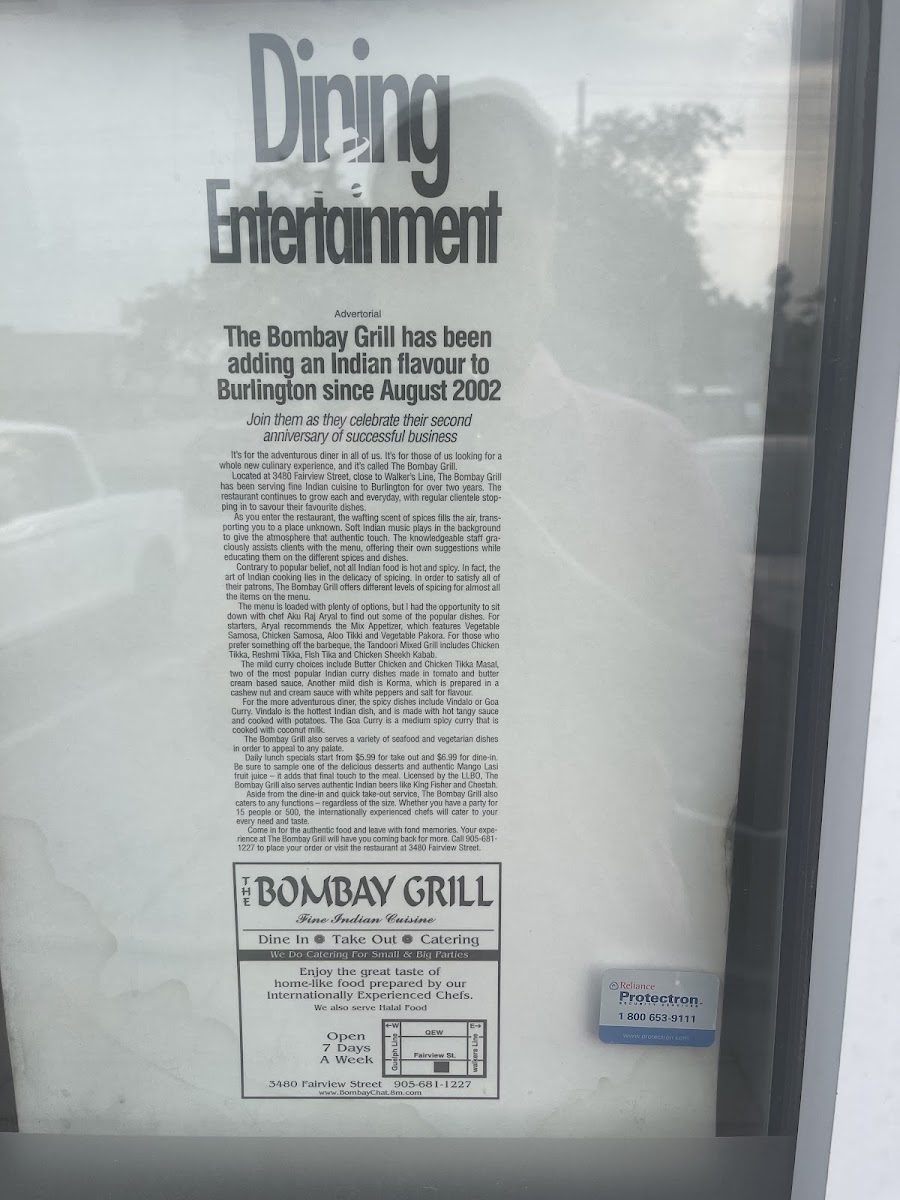 Dining
&
Entertainment
Advertorial
The Bombay Grill has been
adding an Indian flavour to
Burlington since August 2002
Join them as they celebrate their second
anniversary of successful business
It's for the adventurous diner in all of us. It's for those of us looking for a
whole new culinary experience, and it's called The Bombay Grill.
Located at 3480 Fairview Street, close to Walker's Line, The Bombay Grill
has been serving fine Indian cuisine to Burlington for over two years. The
restaurant continues to grow each and everyday, with regular clientele stop-
ping in to savour their favourite dishes.
As you enter the restaurant, the wafting scent of spices fills the air, trans-
porting you to a place unknown. Soft Indian music plays in the background
to give the atmosphere that authentic touch. The knowledgeable staff gra-
ciously assists clients with the menu, offering their own suggestions while
educating them on the different spices and dishes.
Contrary to popular belief, not all Indian food is hot and spicy. In fact, the
art of Indian cooking lies in the delicacy of spicing. In order to satisfy all of
their patrons, The Bombay Grill offers different levels of spicing for almost all
the items on the menu.
The menu is loaded with plenty of options, but I had the opportunity to sit
down with chef Aku Raj Aryal to find out some of the popular dishes. For
starters, Aryal recommends the Mix Appetizer, which features Vegetable
Samosa, Chicken Samosa, Aloo Tikki and Vegetable Pakora. For those who
prefer something off the barbeque, the Tandoori Mixed Grill includes Chicken
Tikka, Reshmi Tikka, Fish Tika and Chicken Sheekh Kabab.
The mild curry choices include Butter Chicken and Chicken Tikka Masal,
two of the most popular Indian curry dishes made in tomato and butter
cream based sauce. Another mild dish is Korma, which is prepared in a
cashew nut and cream sauce with white peppers and salt for flavour.
For the more adventurous diner, the spicy dishes include Vindalo or Goa
Curry. Vindalo is the hottest Indian dish, and is made with hot tangy sauce
and cooked with potatoes. The Goa Curry is a medium spicy curry that is
cooked with coconut milk.
The Bombay Grill also serves a variety of seafood and vegetarian dishes
in order to appeal to any palate.
Daily lunch specials start from $5.99 for take out and $6.99 for dine-in.
Be sure to sample one of the delicious desserts and authentic Mango Lasi
fruit juice – it adds that final touch to the meal. Licensed by the LLBO, The
Bombay Grill also serves authentic Indian beers like King Fisher and Cheetah.
Aside from the dine-in and quick take-out service, The Bombay Grill also
caters to any functions – regardless of the size. Whether you have a party for
15 people or 500, the internationally experienced chefs will cater to your
every need and taste.
Come in for the authentic food and leave with fond memories. Your expe-
rience at The Bombay Grill will have you coming back for more. Call 905-681-
1227 to place your order or visit the restaurant at 3480 Fairview Street.
THE BOMBAY GRILL
Fine Indian Cuisine
Dine In Take Out Catering
We Do Catering For Small & Big Parties
Enjoy the great taste of
home-like food prepared by our
Internationally Experienced Chefs.
We also serve Halal Food
Open
7 Days
A Week
←W
E→
QEW
Guelph Line
Fairview St.
walkers Line
3480 Fairview Street 905-681-1227
www.BombayChat.8m.com
Reliance
Protectron
SECURITY SERVICES
1 800 653-9111
www.protectron.com